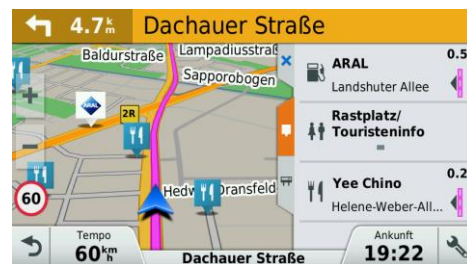 4.7 km Dachauer Straße
Baldurstraße
Lampadiusstraß
Sapporobogen
ARAL
2R
Hedw
Dransfeld
60
ARAL
0.5
Landshuter Allee
Rastplatz/
Touristeninfo
Yee Chino
0.2
Helene-Weber-All...
Tempo
60 km/h
Dachauer Straße
Ankunft
19:22